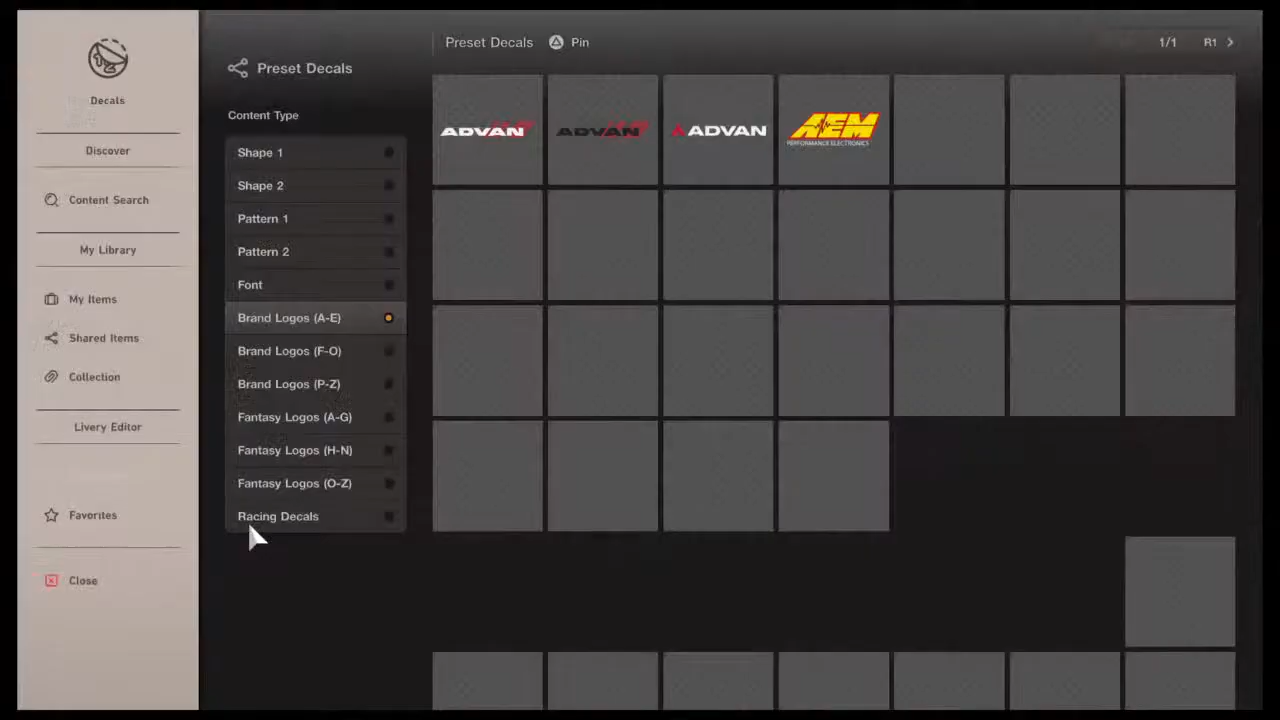 Decals
Discover
Content Search
My Library
My Items
Shared Items
Collection
Livery Editor
Favorites
Close
Preset Decals
Content Type
Shape 1
Shape 2
Pattern 1
Pattern 2
Font
Brand Logos (A-E)
Brand Logos (F-O)
Brand Logos (P-Z)
Fantasy Logos (A-G)
Fantasy Logos (H-N)
Fantasy Logos (O-Z)
Racing Decals
Preset Decals Pin
1/1 R1
ADVAN
ADVAN
ADVAN
AEM
PERFORMANCE ELECTRONICS